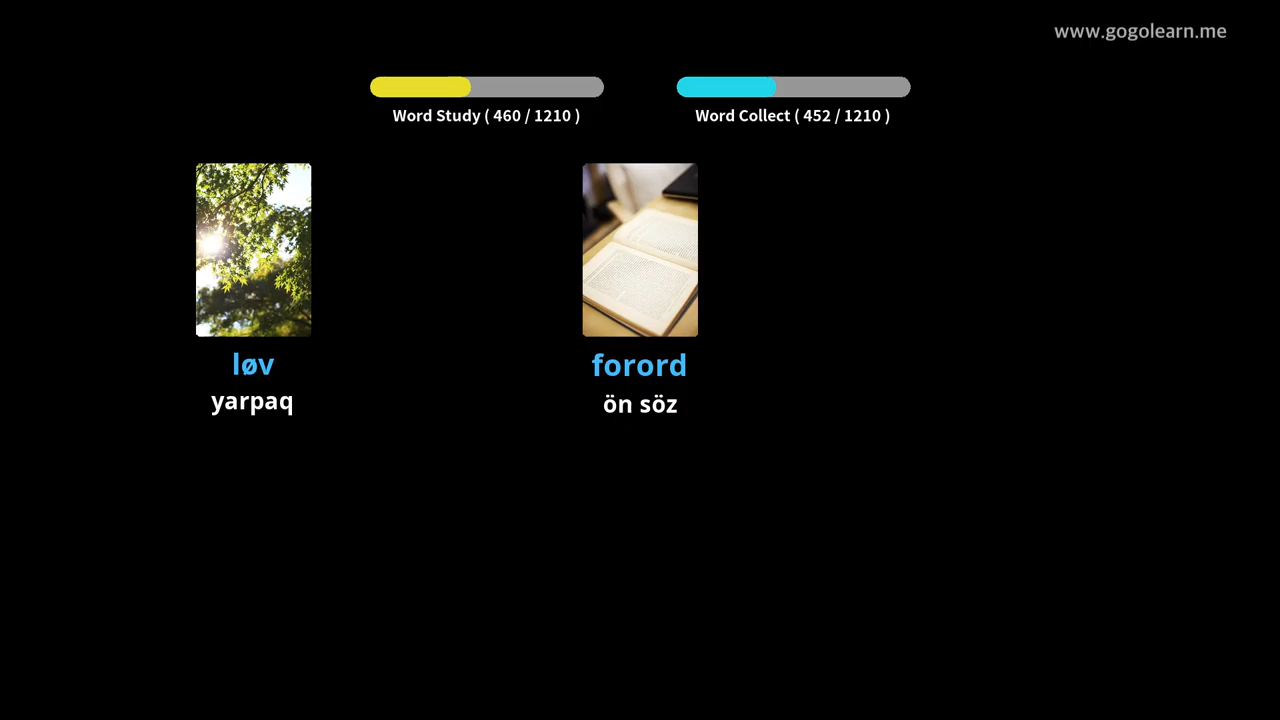 www.gogolearn.me
Word Study ( 460 / 1210 )
Word Collect ( 452 / 1210 )
løv
yarpaq
forord
ön söz